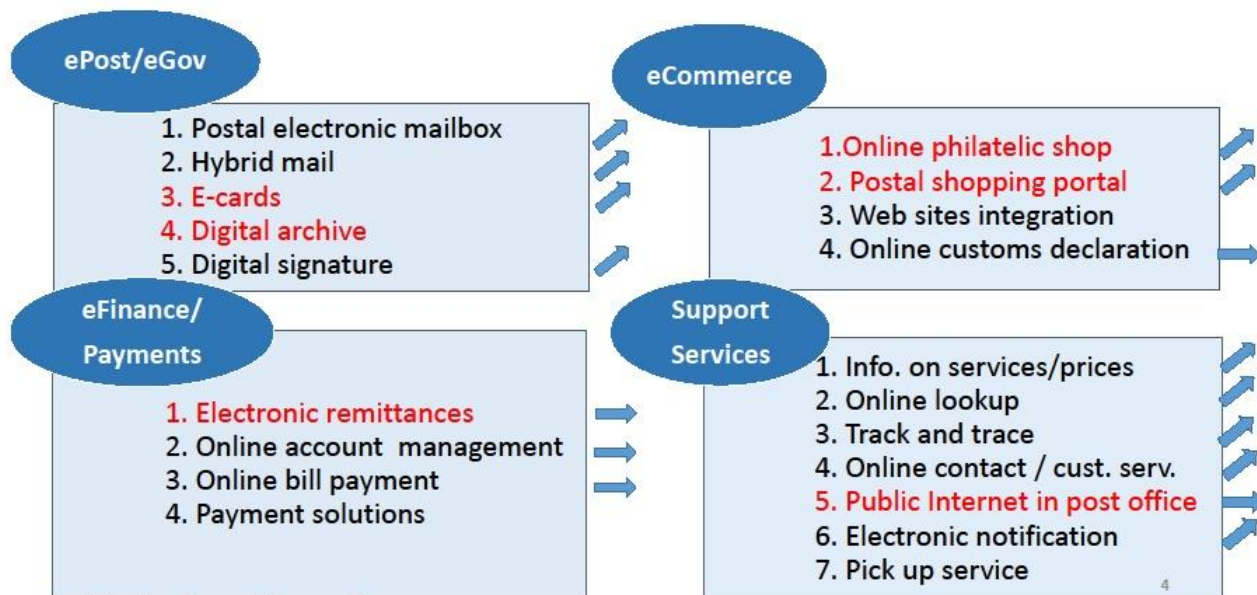 ePost/eGov
1. Postal electronic mailbox
2. Hybrid mail
3. E-cards
4. Digital archive
5. Digital signature
eCommerce
1.Online philatelic shop
2. Postal shopping portal
3. Web sites integration
4. Online customs declaration
eFinance/
Payments
1. Electronic remittances
2. Online account management
3. Online bill payment
4. Payment solutions
Support
Services
1. Info. on services/prices
2. Online lookup
3. Track and trace
4. Online contact / cust. serv.
5. Public Internet in post office
6. Electronic notification
7. Pick up service
4